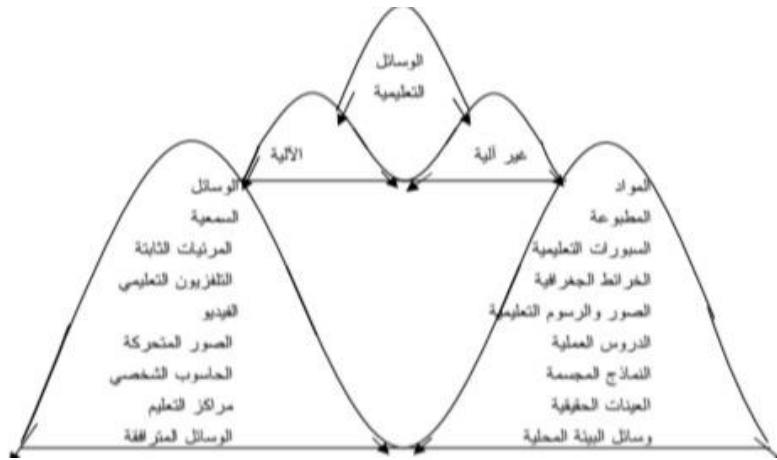 الوسائل
التعليمية
غير آلية
الآلية
المواد
المطبوعة
السبورات التعليمية
الخرائط الجغرافية
الصور والرسوم التعليمية
الدروس العملية
النماذج المجسمة
العينات الحقيقية
وسائل البيئة المحلية
الوسائل
السمعية
المرئيات الثابتة
التلفزيون التعليمي
الفيديو
الصور المتحركة
الحاسوب الشخصي
مراكز التعليم
الوسائل المترافقة